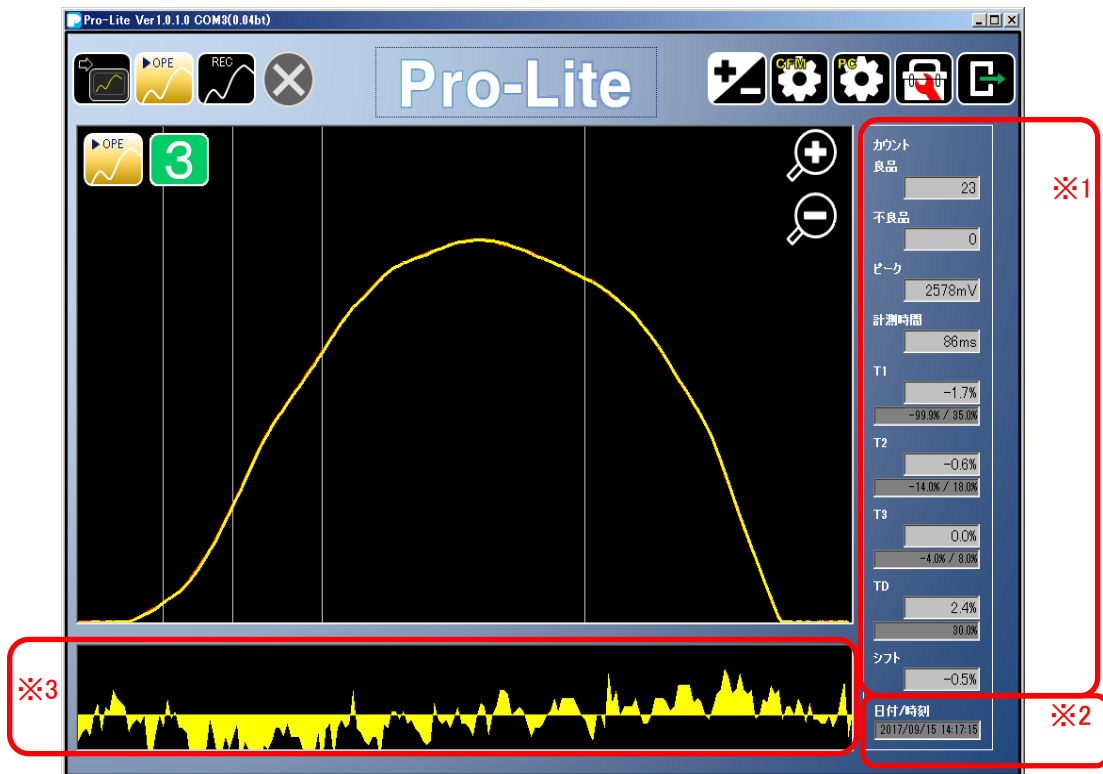 Pro-Lite Ver1.0.1.0 COM3(0.04bt)
OPE
REC
Pro-Lite
CFM
PC
OPE
3
カウント
良品
23
不良品
0
ピーク
2578mV
計測時間
86ms
T1
-1.7%
-99.9% / 35.0%
T2
-0.6%
-14.0% / 18.0%
T3
0.0%
-4.0% / 8.0%
TD
2.4%
30.0%
シフト
-0.5%
日付/時刻
2017/09/15 14:17:15
※1
※2
※3